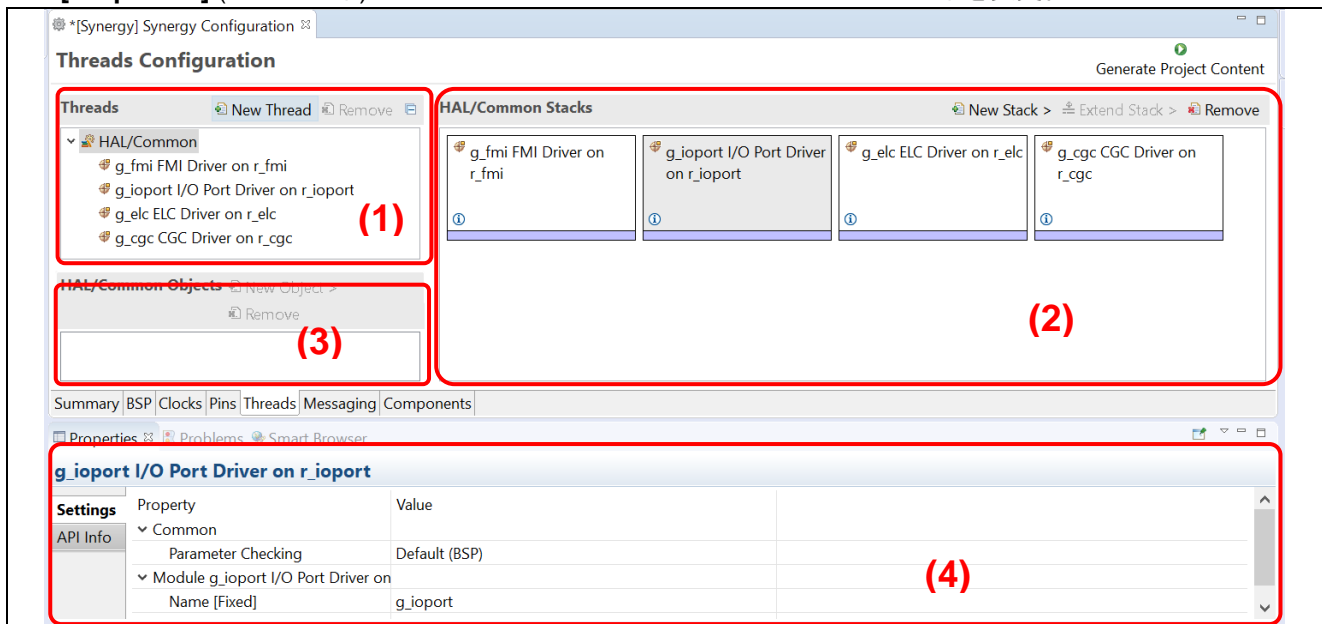 *[Synergy] Synergy Configuration
Threads Configuration
Generate Project Content
Threads
New Thread
Remove
HAL/Common
g_fmi FMI Driver on r_fmi
g_ioport I/O Port Driver on r_ioport
g_elc ELC Driver on r_elc
g_cgc CGC Driver on r_cgc
(1)
HAL/Common Stacks
New Stack >
Extend Stack >
Remove
g_fmi FMI Driver on
r_fmi
g_ioport I/O Port Driver
on r_ioport
g_elc ELC Driver on r_elc
g_cgc CGC Driver on
r_cgc
(2)
HAL/Common Objects
New Object >
Remove
(3)
Summary BSP Clocks Pins Threads Messaging Components
Properties Problems Smart Browser
g_ioport I/O Port Driver on r_ioport
Settings
API Info
Property Value
Common
Parameter Checking Default (BSP)
Module g_ioport I/O Port Driver on
Name [Fixed] g_ioport
(4)